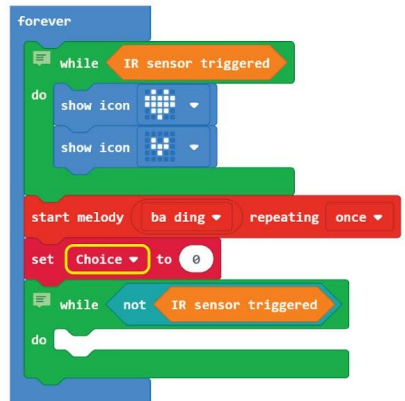 forever
while IR sensor triggered
do
show icon
show icon
start melody ba ding repeating once
set Choice to 0
while not IR sensor triggered
do